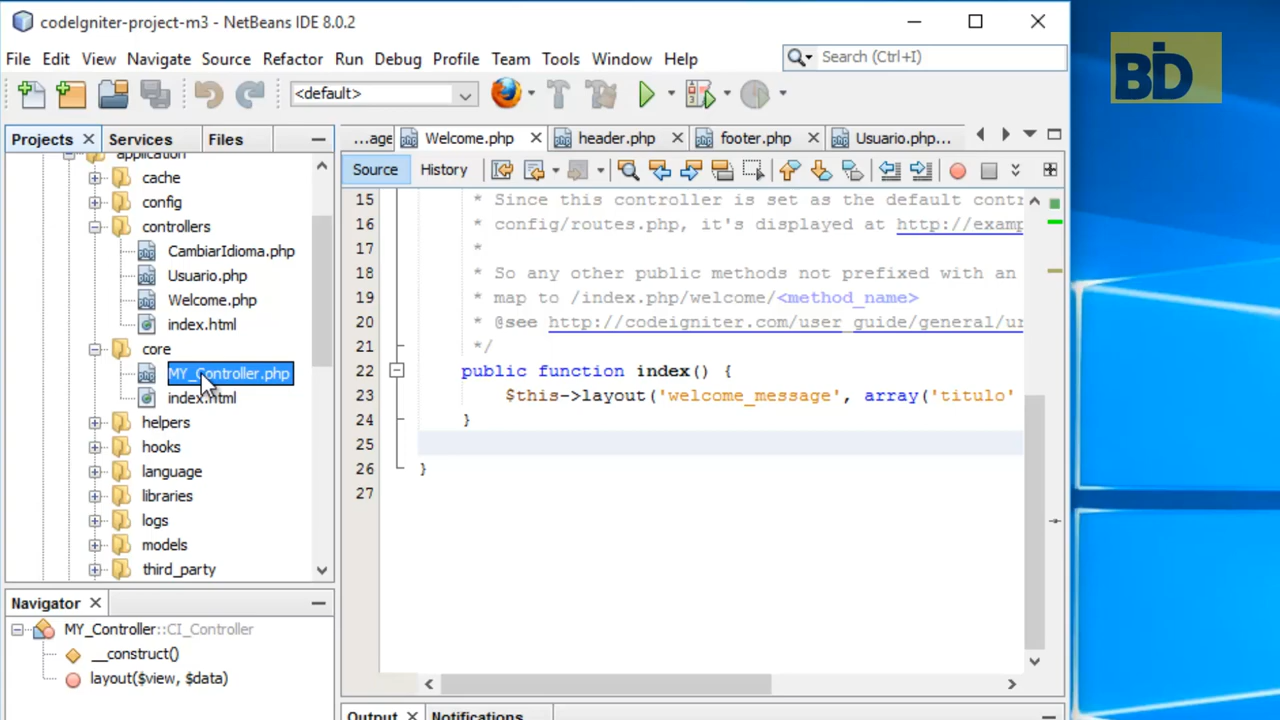 codeIgniter-project-m3 - NetBeans IDE 8.0.2
BID
File Edit View Navigate Source Refactor Run Debug Profile Team Tools Window Help
Search (Ctrl+I)
<default>
Projects
Services
Files
...age
Welcome.php
header.php
footer.php
Usuario.php...
Source
History
application
cache
config
controllers
CambiarIdioma.php
Usuario.php
Welcome.php
index.html
core
MY_Controller.php
index.html
helpers
hooks
language
libraries
logs
models
third_party
15 * Since this controller is set as the default contr
16 * config/routes.php, it's displayed at http://examp
17 *
18 * So any other public methods not prefixed with an
19 * map to /index.php/welcome/<method_name>
20 * @see http://codeigniter.com/user_guide/general/ur
21 */
22 public function index() {
23 $this->layout('welcome_message', array('titulo'
24 }
25
26 }
27
Navigator
MY_Controller::CI_Controller
__construct()
layout($view, $data)
Output
Notifications